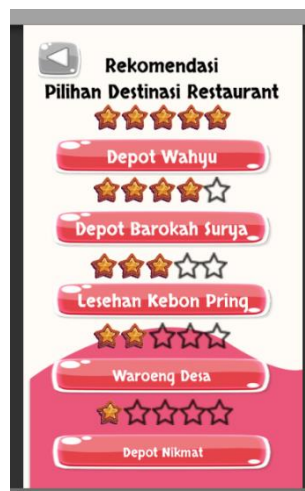 Rekomendasi
Pilihan Destinasi Restaurant
Depot Wahyu
Depot Barokah Surya
Lesehan Kebon Pring
Waroeng Desa
Depot Nikmat